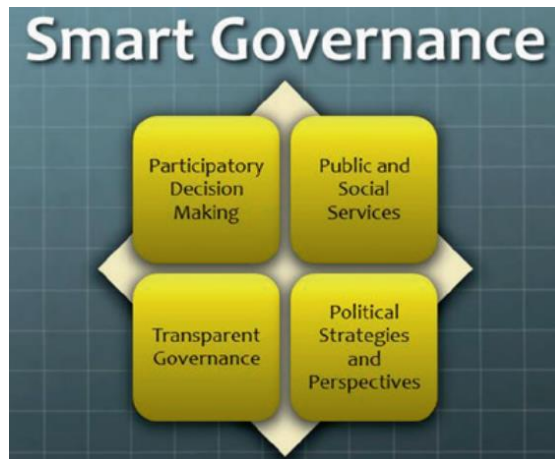 Smart Governance
Participatory
Decision
Making
Public and
Social
Services
Transparent
Governance
Political
Strategies
and
Perspectives